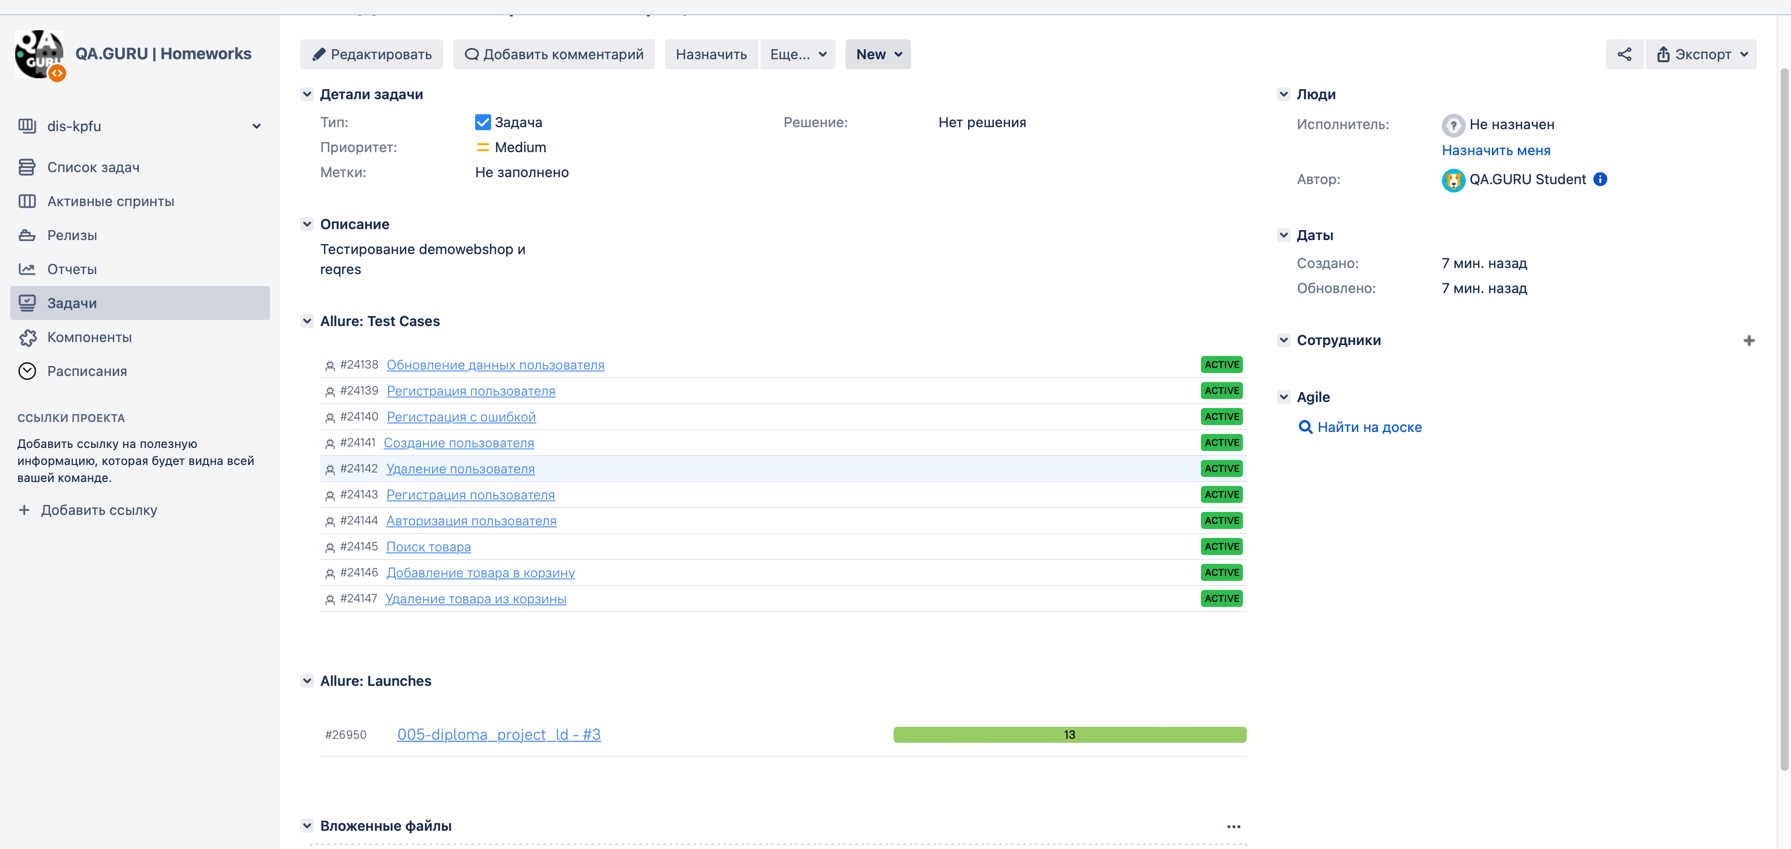 QA.GURU | Homeworks
dis-kpfu
Список задач
Активные спринты
Релизы
Отчеты
Задачи
Компоненты
Расписания
ССЫЛКИ ПРОЕКТА
Добавить ссылку на полезную
информацию, которая будет видна всей
вашей команде.
+ Добавить ссылку
Редактировать
Добавить комментарий
Назначить
Еще...
New
Экспорт
Детали задачи
Тип: Задача
Решение: Нет решения
Приоритет: Medium
Метки: Не заполнено
Описание
Тестирование demowebshop и
reqres
Allure: Test Cases
#24138 Обновление данных пользователя ACTIVE
#24139 Регистрация пользователя ACTIVE
#24140 Регистрация с ошибкой ACTIVE
#24141 Создание пользователя ACTIVE
#24142 Удаление пользователя ACTIVE
#24143 Регистрация пользователя ACTIVE
#24144 Авторизация пользователя ACTIVE
#24145 Поиск товара ACTIVE
#24146 Добавление товара в корзину ACTIVE
#24147 Удаление товара из корзины ACTIVE
Allure: Launches
#26950 005-diploma_project_ld - #3 13
Вложенные файлы
Люди
Исполнитель: Не назначен
Назначить меня
Автор: QA.GURU Student
Даты
Создано: 7 мин. назад
Обновлено: 7 мин. назад
Сотрудники
Agile
Найти на доске